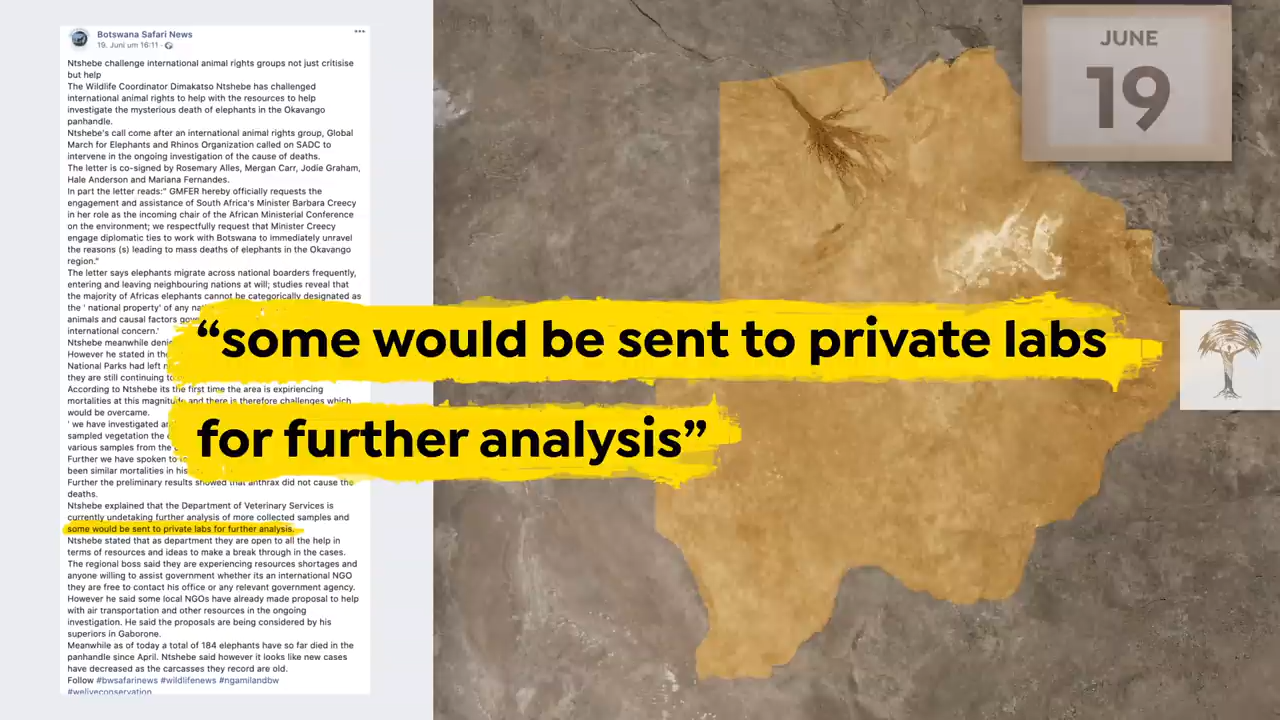 Botswana Safari News
19. Juni um 16:11 ·
Ntshebe challenge international animal rights groups not just critisise
but help
The Wildlife Coordinator Dimakatso Ntshebe has challenged
international animal rights to help with the resources to help
investigate the mysterious death of elephants in the Okavango
panhandle.
Ntshebe's call come after an international animal rights group, Global
March for Elephants and Rhinos Organization called on SADC to
intervene in the ongoing investigation of the cause of deaths.
The letter is co-signed by Rosemary Alles, Mergan Carr, Jodie Graham,
Hale Anderson and Mariana Fernandes.
In part the letter reads:" GMFER hereby officially requests the
engagement and assistance of South Africa's Minister Barbara Creecy
in her role as the incoming chair of the African Ministerial Conference
on the environment; we respectfully request that Minister Creecy
engage diplomatic ties to work with Botswana to immediately unravel
the reasons (s) leading to mass deaths of elephants in the Okavango
region."
The letter says elephants migrate across national boarders frequently,
entering and leaving neighbouring nations at will; studies reveal that
the majority of Africas elephants cannot be categorically designated as
the ' national property' of any
animals and causal factors
international concern.'
Ntshebe meanwhile
However he stated in
National Parks had left
they are still continuing to
According to Ntshebe its the first time the area is expiriencing
mortalities at this magnitude and there is therefore challenges which
would be overcame.
' we have investigated
sampled vegetation the
various samples from the
Further we have spoken to
been similar mortalities in his
Further the preliminary results showed that anthrax did not cause the
deaths.
Ntshebe explained that the Department of Veterinary Services is
currently undetaking further analysis of more collected samples and
some would be sent to private labs for further analysis.
Ntshebe stated that as department they are open to all the help in
terms of resources and ideas to make a break through in the cases.
The regional boss said they are experiencing resources shortages and
anyone willing to assist government whether its an international NGO
they are free to contact his office or any relevant government agency.
However he said some local NGOs have already made proposal to help
with air transportation and other resources in the ongoing
investigation. He said the proposals are being considered by his
superiors in Gaborone.
Meanwhile as of today a total of 184 elephants have so far died in the
panhandle since April. Ntshebe said however it looks like new cases
have decreased as the carcasses they record are old.
Follow #bwsafarinews #wildlifenews #ngamilandbw
#weliveconservation
“some would be sent to private labs
for further analysis”
JUNE
19